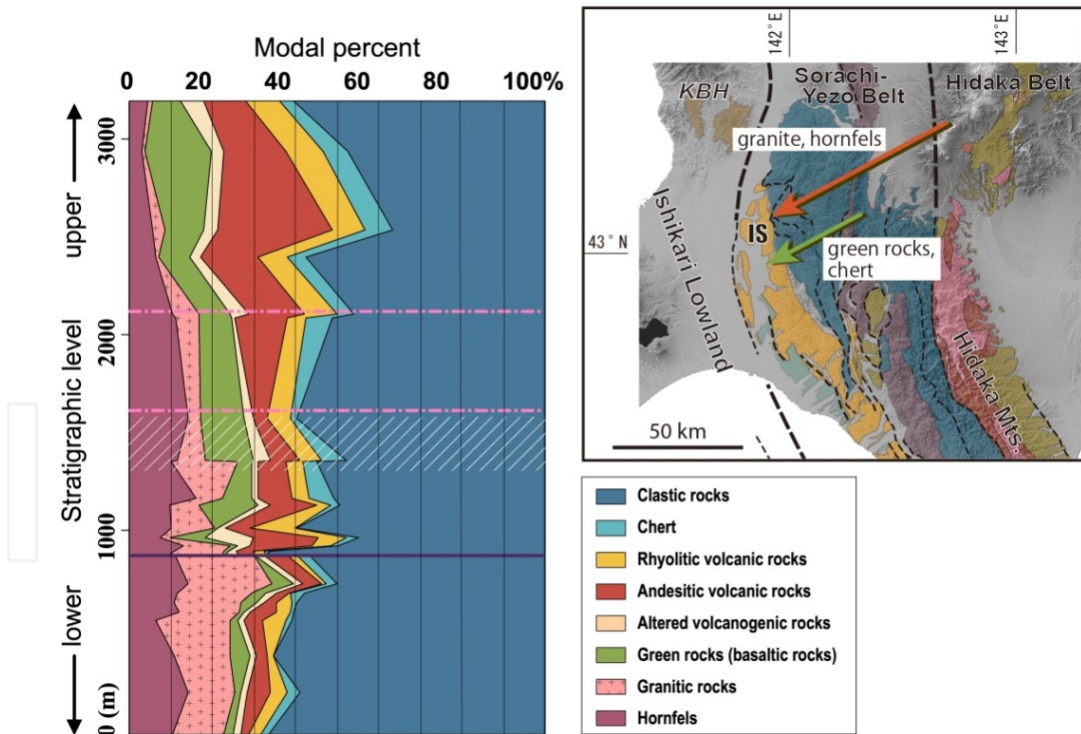 Modal percent
0 20 40 60 80 100%
upper
Stratigraphic level
lower
3000
2000
1000
0 (m)
142°E
143°E
43°N
KBH
Sorachi-
Yezo Belt
Hidaka Belt
granite, hornfels
IS
green rocks,
chert
Ishikari Lowland
Hidaka Mts.
50 km
Clastic rocks
Chert
Rhyolitic volcanic rocks
Andesitic volcanic rocks
Altered volcanogenic rocks
Green rocks (basaltic rocks)
Granitic rocks
Hornfels